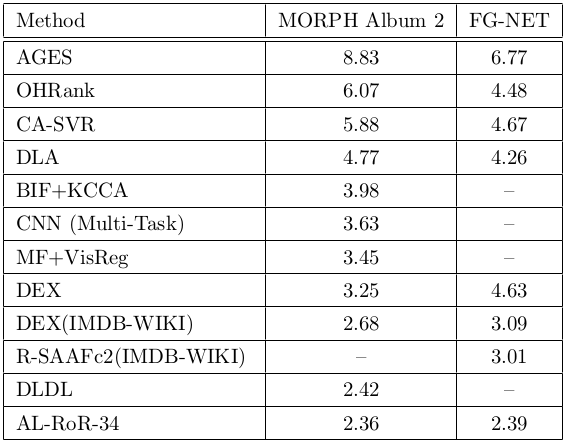 Method MORPH Album 2 FG-NET
AGES 8.83 6.77
OHRank 6.07 4.48
CA-SVR 5.88 4.67
DLA 4.77 4.26
BIF+KCCA 3.98 –
CNN (Multi-Task) 3.63 –
MF+VisReg 3.45 –
DEX 3.25 4.63
DEX(IMDB-WIKI) 2.68 3.09
R-SAAFc2(IMDB-WIKI) – 3.01
DLDL 2.42 –
AL-RoR-34 2.36 2.39